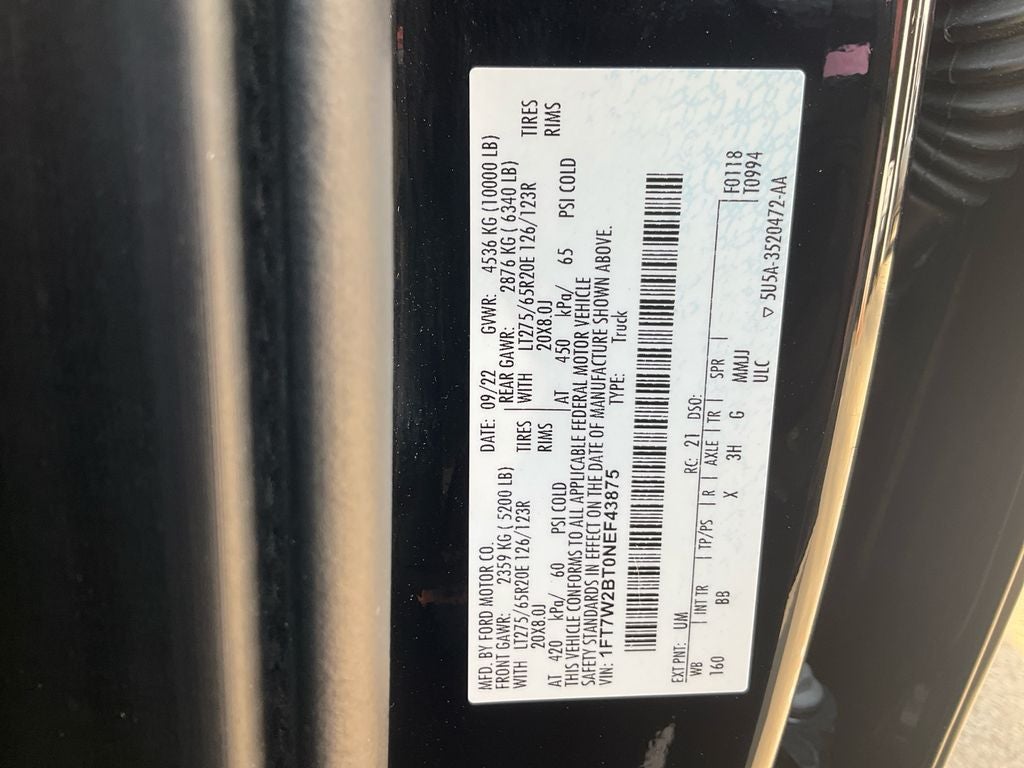 MFD. BY FORD MOTOR CO. DATE: 09/22 GVWR: 4536 KG (10000 LB)
FRONT GAWR: 2359 KG ( 5200 LB) REAR GAWR: 2876 KG ( 6340 LB)
WITH LT275/65R20E 126/123R TIRES WITH LT275/65R20E 126/123R TIRES
20X8.0J RIMS 20X8.0J RIMS
AT 420 kPa/ 60 PSI COLD AT 450 kPa/ 65 PSI COLD
THIS VEHICLE CONFORMS TO ALL APPLICABLE FEDERAL MOTOR VEHICLE
SAFETY STANDARDS IN EFFECT ON THE DATE OF MANUFACTURE SHOWN ABOVE.
VIN: 1FT7W2BT0NEF43875 TYPE: Truck
EXT PNT: UM RC: 21 DSO:
WB INT TR TP/PS R AXLE TR SPR F0118
160 BB X 3H G MMJJ T0994
ULC ▽ 5U5A-3520472-AA